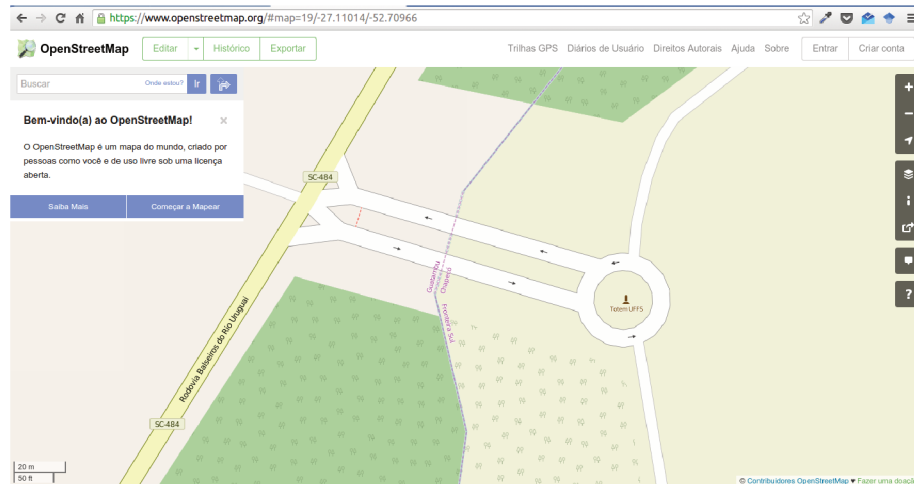 https://www.openstreetmap.org/#map=19/-27.11014/-52.70966
OpenStreetMap
Editar
Histórico
Exportar
Trilhas GPS Diários de Usuário Direitos Autorais Ajuda Sobre
Entrar
Criar conta
Buscar
Onde estou?
Ir
Bem-vindo(a) ao OpenStreetMap!
×
O OpenStreetMap é um mapa do mundo, criado por
pessoas como você e de uso livre sob uma licença
aberta.
Saiba Mais
Começar a Mapear
SC-484
Guatambu
Chapecó
Fronteira Sul
Totem UFFS
Rodovia Balseiros do Rio Uruguai
SC-484
+
−
i
?
20 m
50 ft
© Contribuidores OpenStreetMap ♥ Fazer uma doaçã